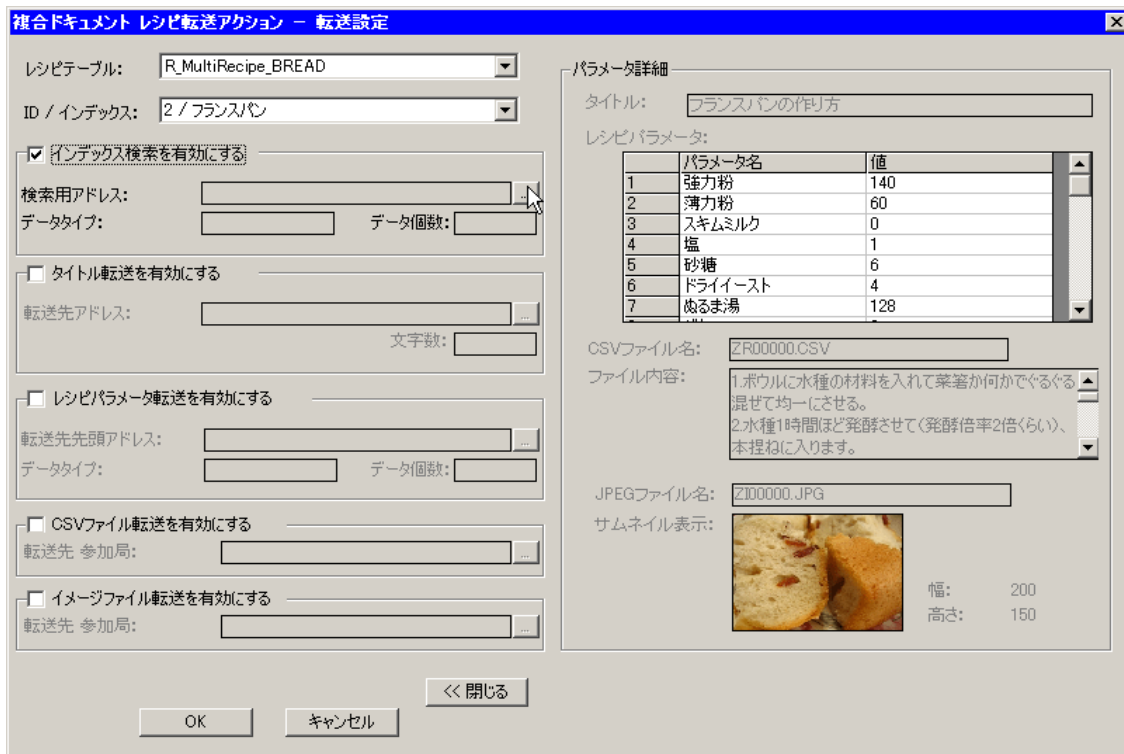 複合ドキュメント レシピ転送アクション － 転送設定
レシピテーブル: R_MultiRecipe_BREAD
ID / インデックス: 2 / フランスパン
インデックス検索を有効にする
検索用アドレス: ...
データタイプ: データ個数:
タイトル転送を有効にする
転送先アドレス: ...
文字数:
レシピパラメータ転送を有効にする
転送先先頭アドレス: ...
データタイプ: データ個数:
CSVファイル転送を有効にする
転送先 参加局: ...
イメージファイル転送を有効にする
転送先 参加局: ...
<< 閉じる
OK キャンセル
パラメータ詳細
タイトル: フランスパンの作り方
レシピパラメータ:
パラメータ名 値
1 強力粉 140
2 薄力粉 60
3 スキムミルク 0
4 塩 1
5 砂糖 6
6 ドライイースト 4
7 ぬるま湯 128
CSVファイル名: ZR00000.CSV
ファイル内容: 1.ボウルに水種の材料を入れて菜箸か何かでぐるぐる
混ぜて均一にさせる。
2.水種1時間ほど発酵させて(発酵倍率2倍くらい)、
本捏ねに入ります。
JPEGファイル名: ZI00000.JPG
サムネイル表示:
幅: 200
高さ: 150